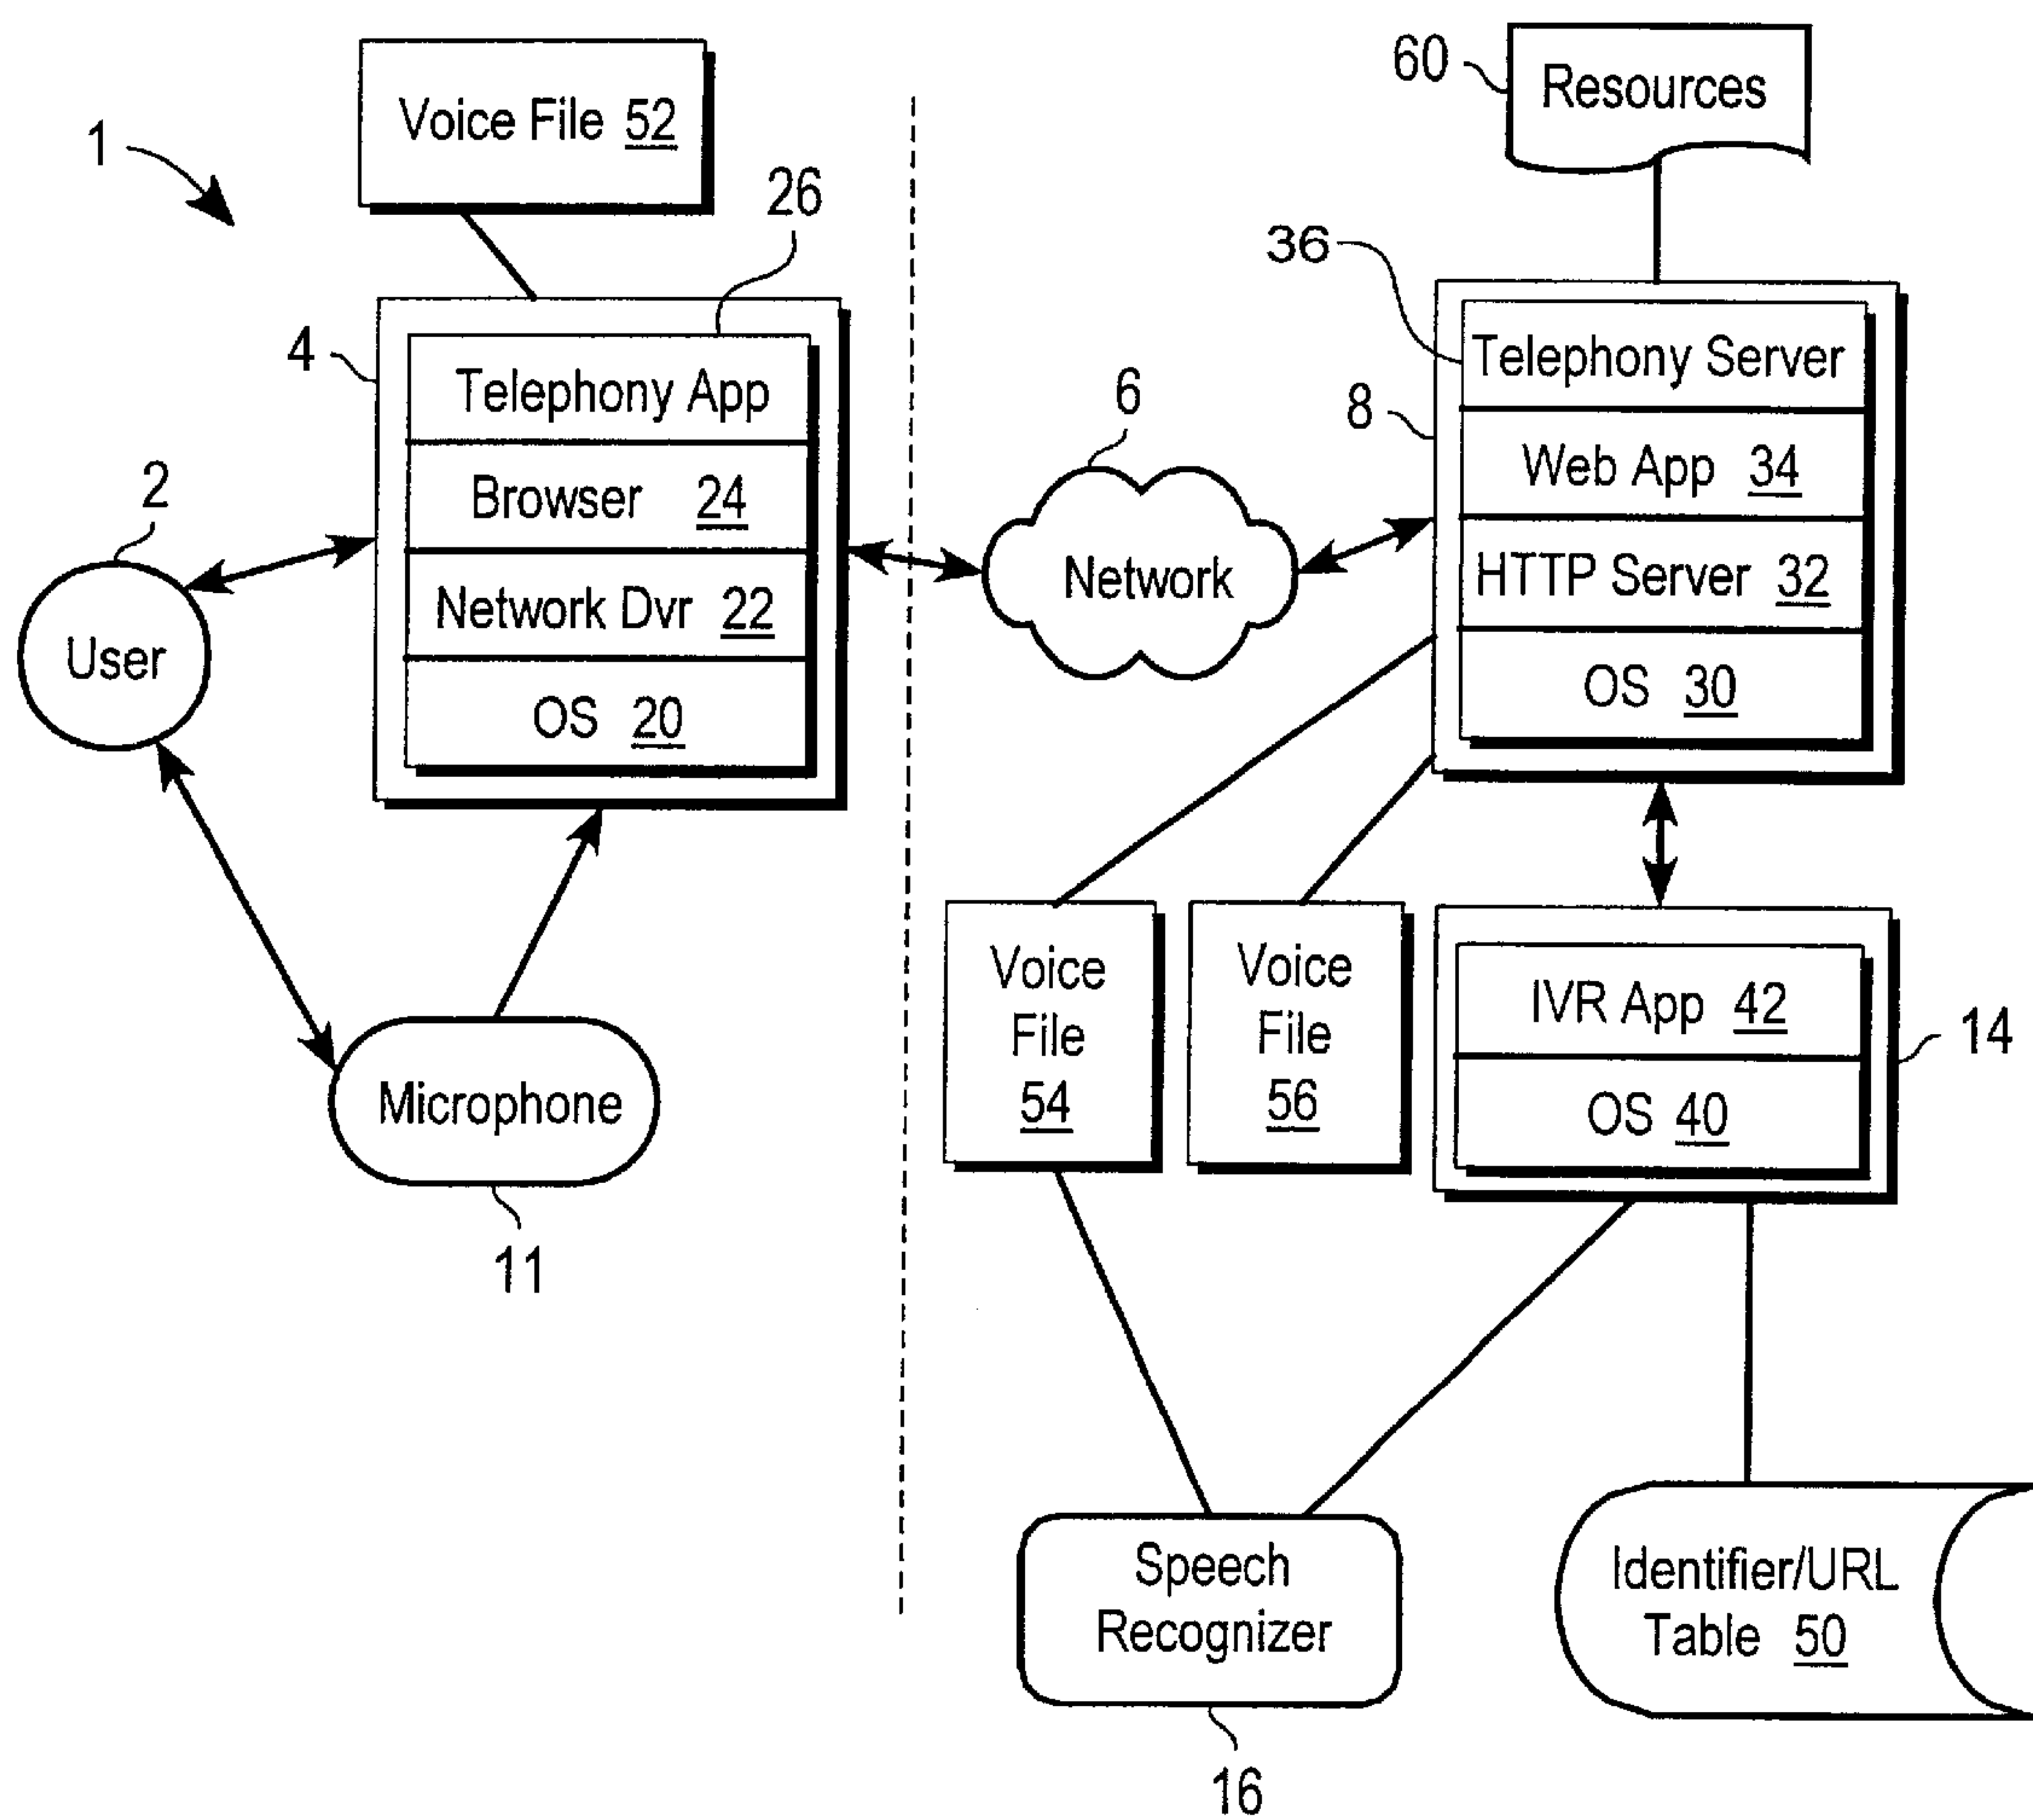 1
Voice File 52
26
4
Telephony App
Browser 24
Network Dvr 22
OS 20
2
User
Microphone
11
6
Network
60
Resources
36
8
Telephony Server
Web App 34
HTTP Server 32
OS 30
Voice
File
54
Voice
File
56
IVR App 42
OS 40
14
Speech
Recognizer
16
Identifier/URL
Table 50